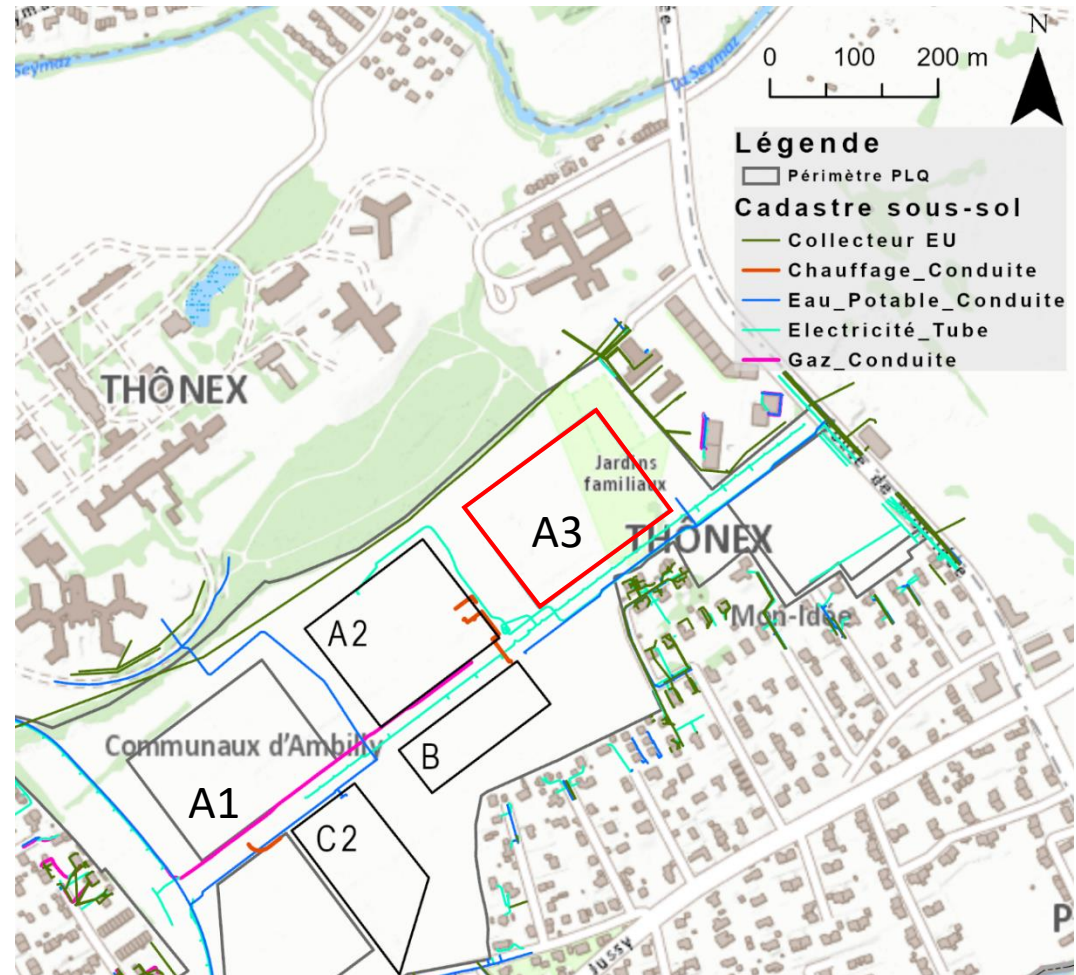 Seymaz
La Seymaz
N
0 100 200 m
Légende
Périmètre PLQ
Cadastre sous-sol
Collecteur EU
Chauffage_Conduite
Eau_Potable_Conduite
Electricité_Tube
Gaz_Conduite
THÔNEX
Jardins
familiaux
A3
THÔNEX
de
Mon-Idée
A2
Communaux d'Ambilly
B
A1
C2
Jussy
P